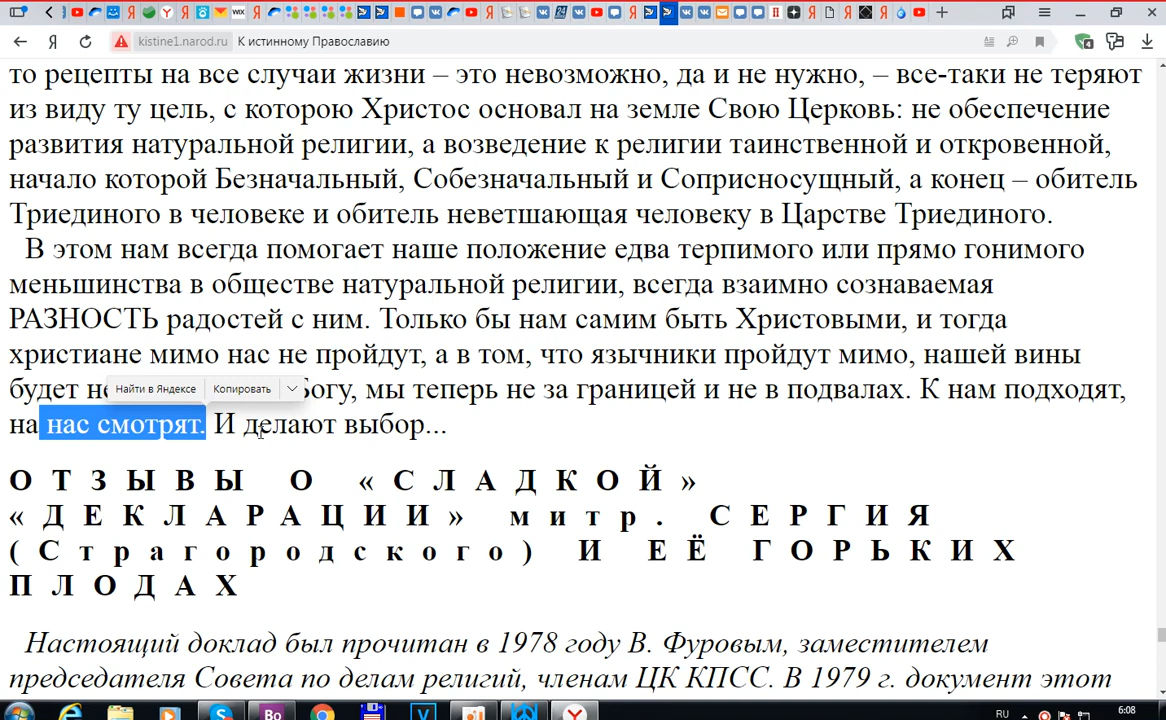 kistine1.narod.ru К истинному Православию
то рецепты на все случаи жизни – это невозможно, да и не нужно, – все-таки не теряют
из виду ту цель, с которою Христос основал на земле Свою Церковь: не обеспечение
развития натуральной религии, а возведение к религии таинственной и откровенной,
начало которой Безначальный, Собезначальный и Соприсносущный, а конец – обитель
Триединого в человеке и обитель неветшающая человеку в Царстве Триединого.
В этом нам всегда помогает наше положение едва терпимого или прямо гонимого
меньшинства в обществе натуральной религии, всегда взаимно сознаваемая
РАЗНОСТЬ радостей с ним. Только бы нам самим быть Христовыми, и тогда
христиане мимо нас не пройдут, а в том, что язычники пройдут мимо, нашей вины
будет не Найти в Яндексе Копировать Богу, мы теперь не за границей и не в подвалах. К нам подходят,
на нас смотрят. И делают выбор...
О Т З Ы В Ы О « С Л А Д К О Й »
« Д Е К Л А Р А Ц И И » м и т р . С Е Р Г И Я
( С т р а г о р о д с к о г о ) И Е Ё Г О Р Ь К И Х
П Л О Д А Х
Настоящий доклад был прочитан в 1978 году В. Фуровым, заместителем
председателя Совета по делам религий, членам ЦК КПСС. В 1979 г. документ этот
RU 6:08